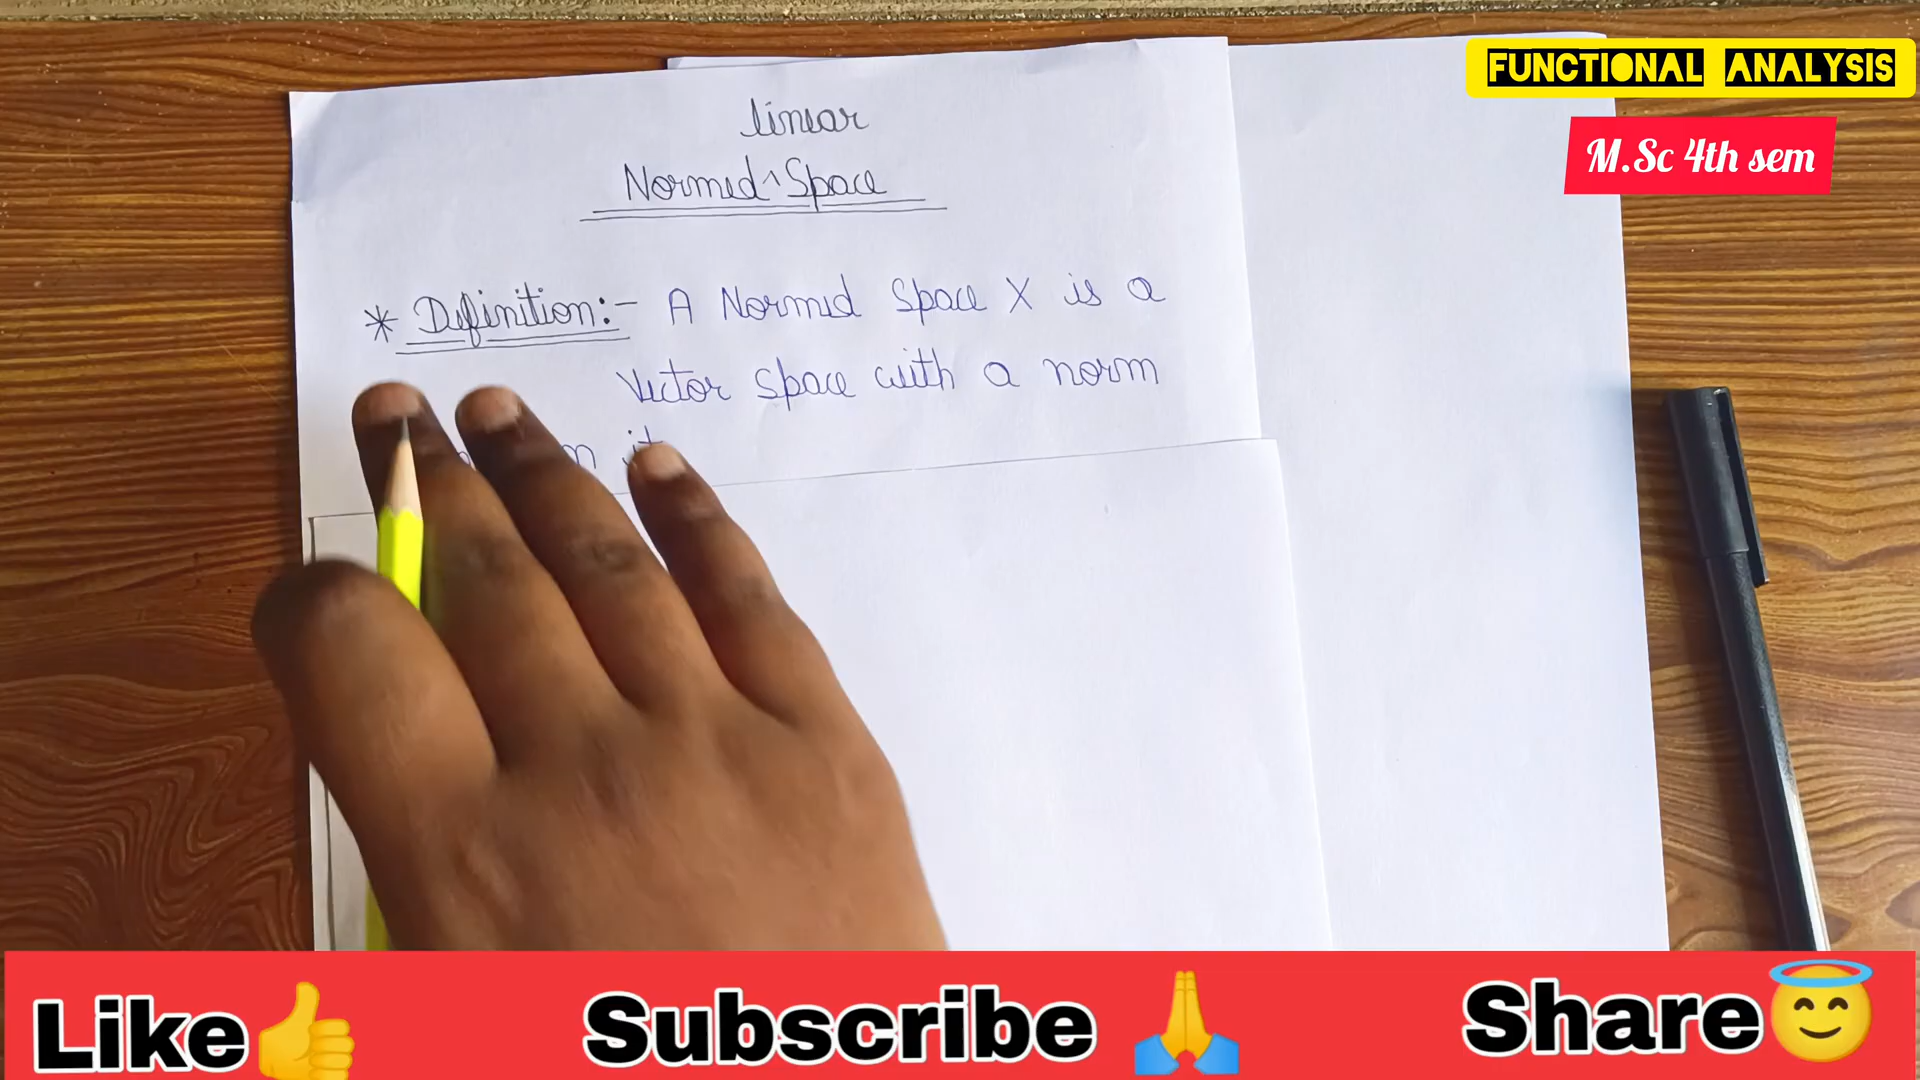 FUNCTIONAL ANALYSIS
M.Sc 4th sem
linear
Normed ^ Space
* Definition:- A Normed Space X is a
Vector space with a norm
it
Like👍
Subscribe 🙏
Share😇